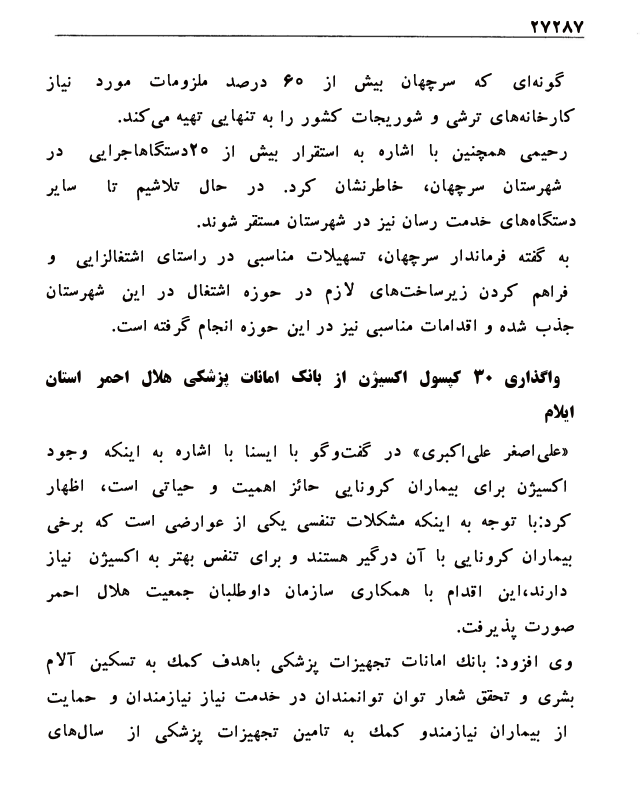 ۲۷۲۸۷
گونه‌ای که سرچهان بیش از ۶۰ درصد ملزومات مورد نیاز
کارخانه‌های ترشی و شوریجات کشور را به تنهایی تهیه می‌کند.
رحیمی همچنین با اشاره به استقرار بیش از ۲۰دستگاهاجرایی در
شهرستان سرچهان، خاطرنشان کرد. در حال تلاشیم تا سایر
دستگاه‌های خدمت رسان نیز در شهرستان مستقر شوند.
به گفته فرماندار سرچهان، تسهیلات مناسبی در راستای اشتغالزایی و
فراهم کردن زیرساخت‌های لازم در حوزه اشتغال در این شهرستان
جذب شده و اقدامات مناسبی نیز در این حوزه انجام گرفته است.
واگذاری ۳۰ کپسول اکسیژن از بانک امانات پزشکی هلال احمر استان
ایلام
«علی‌اصغر علی‌اکبری» در گفت‌وگو با ایسنا با اشاره به اینکه وجود
اکسیژن برای بیماران کرونایی حائز اهمیت و حیاتی است، اظهار
کرد:با توجه به اینکه مشکلات تنفسی یکی از عوارضی است که برخی
بیماران کرونایی با آن درگیر هستند و برای تنفس بهتر به اکسیژن نیاز
دارند،این اقدام با همکاری سازمان داوطلبان جمعیت هلال احمر
صورت پذیرفت.
وی افزود: بانک امانات تجهیزات پزشکی باهدف کمک به تسکین آلام
بشری و تحقق شعار توان توانمندان در خدمت نیاز نیازمندان و حمایت
از بیماران نیازمندو کمک به تامین تجهیزات پزشکی از سال‌های